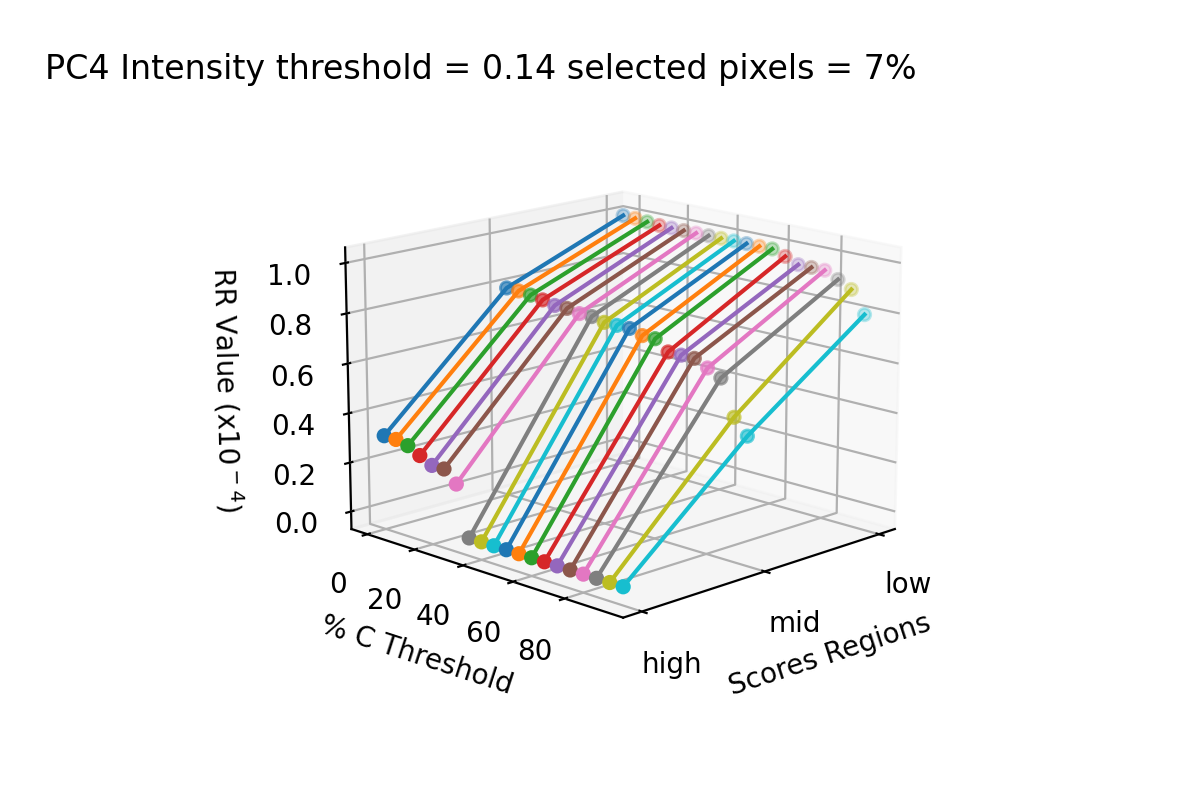 PC4 Intensity threshold = 0.14 selected pixels = 7%
RR Value (x10⁻⁴)
1.0
0.8
0.6
0.4
0.2
0.0
0
20
40
60
80
% C Threshold
high
mid
low
Scores Regions